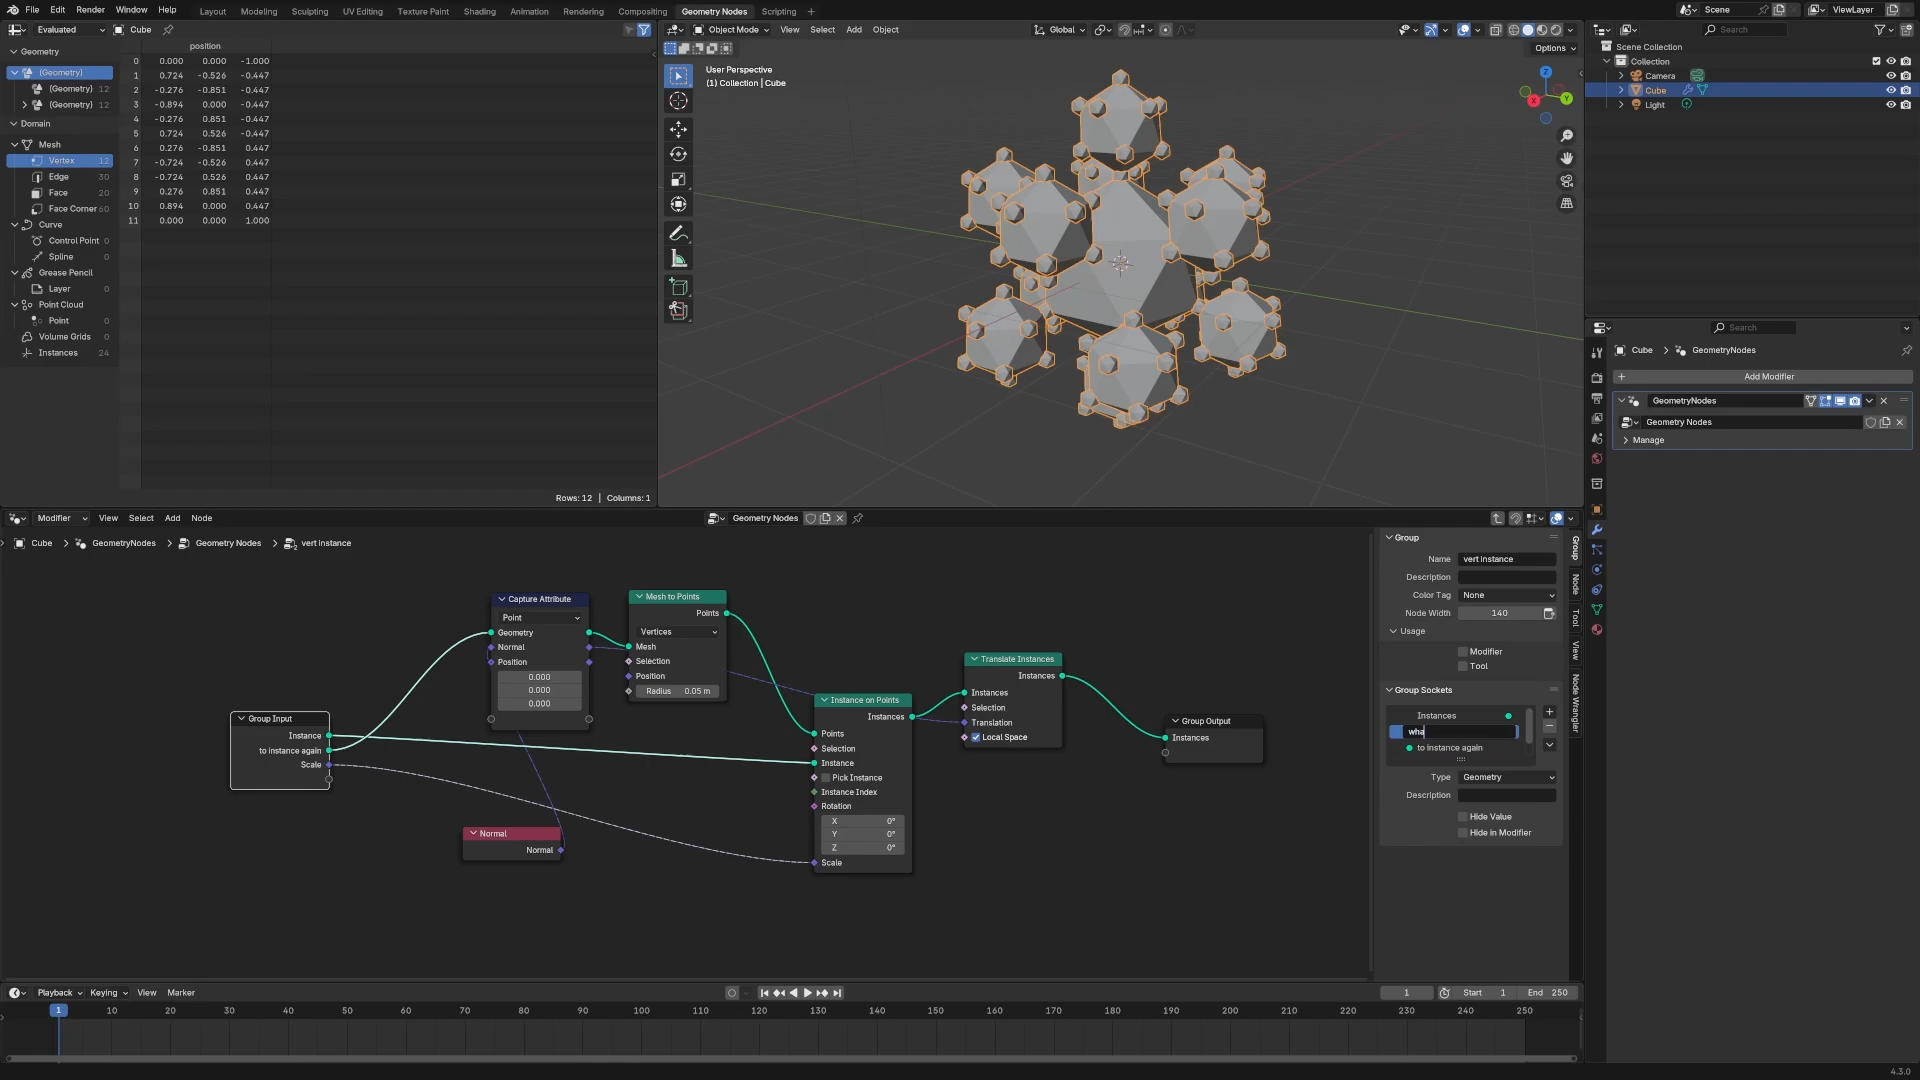 File Edit Render Window Help Layout Modeling Sculpting UV Editing Texture Paint Shading Animation Rendering Compositing Geometry Nodes Scripting + Scene ViewLayer
Evaluated Cube
Object Mode View Select Add Object Global
Search
position
Options
Geometry
(Geometry)
(Geometry) 12
(Geometry) 12
Domain
Mesh
Vertex 12
Edge 30
Face 20
Face Corner 60
Curve
Control Point 0
Spline 0
Grease Pencil
Layer 0
Point Cloud
Point 0
Volume Grids 0
Instances 24
0 0.000 0.000 -1.000
1 0.724 -0.526 -0.447
2 -0.276 -0.851 -0.447
3 -0.894 0.000 -0.447
4 -0.276 0.851 -0.447
5 0.724 0.526 -0.447
6 0.276 -0.851 0.447
7 -0.724 -0.526 0.447
8 -0.724 0.526 0.447
9 0.276 0.851 0.447
10 0.894 0.000 0.447
11 0.000 0.000 1.000
Rows: 12 | Columns: 1
User Perspective
(1) Collection | Cube
Z
X
Y
Scene Collection
Collection
Camera
Cube
Light
Search
Cube GeometryNodes
+ Add Modifier
GeometryNodes
Geometry Nodes
Manage
Modifier View Select Add Node Geometry Nodes
Cube GeometryNodes Geometry Nodes vert instance
Group Input
Instance
to instance again
Scale
Capture Attribute
Point
Geometry
Normal
Position
0.000
0.000
0.000
Normal
Normal
Mesh to Points
Points
Vertices
Mesh
Selection
Position
Radius 0.05 m
Instance on Points
Instances
Points
Selection
Instance
Pick Instance
Instance Index
Rotation
X 0°
Y 0°
Z 0°
Scale
Translate Instances
Instances
Instances
Selection
Translation
Local Space
Group Output
Instances
Group
Name vert instance
Description
Color Tag None
Node Width 140
Usage
Modifier
Tool
Group Sockets
Instances
wha
to instance again
Type Geometry
Description
Hide Value
Hide in Modifier
Group
Node
Tool
View
Node Wrangler
Playback Keying View Marker
1 Start 1 End 250
1 10 20 30 40 50 60 70 80 90 100 110 120 130 140 150 160 170 180 190 200 210 220 230 240 250
4.3.0